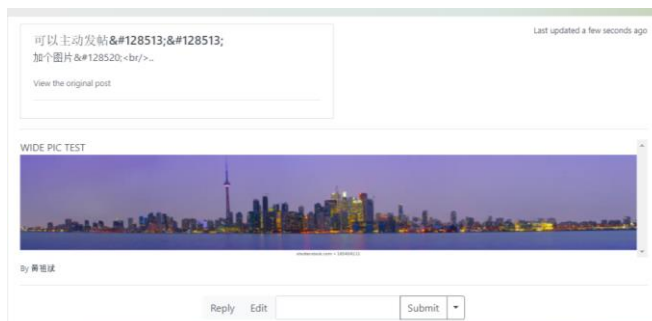 Last updated a few seconds ago
可以主动发帖&#128513;&#128513;
加个图片&#128520;<br/>..
View the original post
WIDE PIC TEST
By 黄班斌
Reply Edit Submit